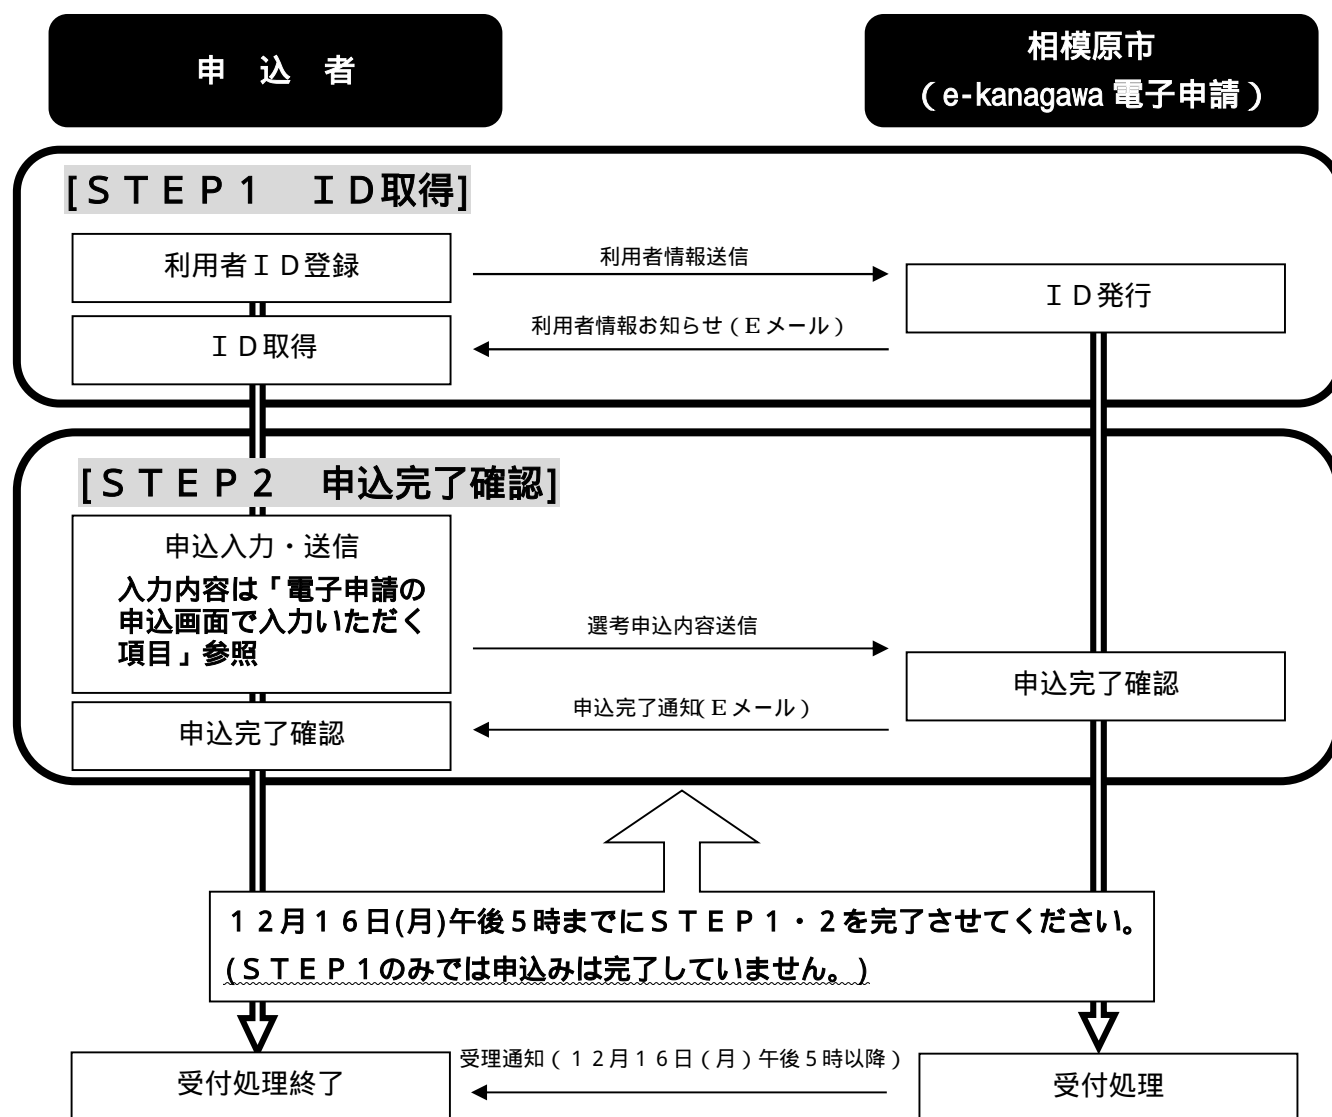 申　込　者
相模原市
（e-kanagawa 電子申請）
[ＳＴＥＰ１　ＩＤ取得]
利用者ＩＤ登録
利用者情報送信
ＩＤ発行
利用者情報お知らせ（Ｅメール）
ＩＤ取得
[ＳＴＥＰ２　申込完了確認]
申込入力・送信
入力内容は「電子申請の
申込画面で入力いただく
項目」参照
選考申込内容送信
申込完了確認
申込完了通知(Ｅメール）
申込完了確認
１２月１６日(月)午後５時までにＳＴＥＰ１・２を完了させてください。
(ＳＴＥＰ１のみでは申込みは完了していません。)
受理通知（１２月１６日（月）午後５時以降）
受付処理終了
受付処理